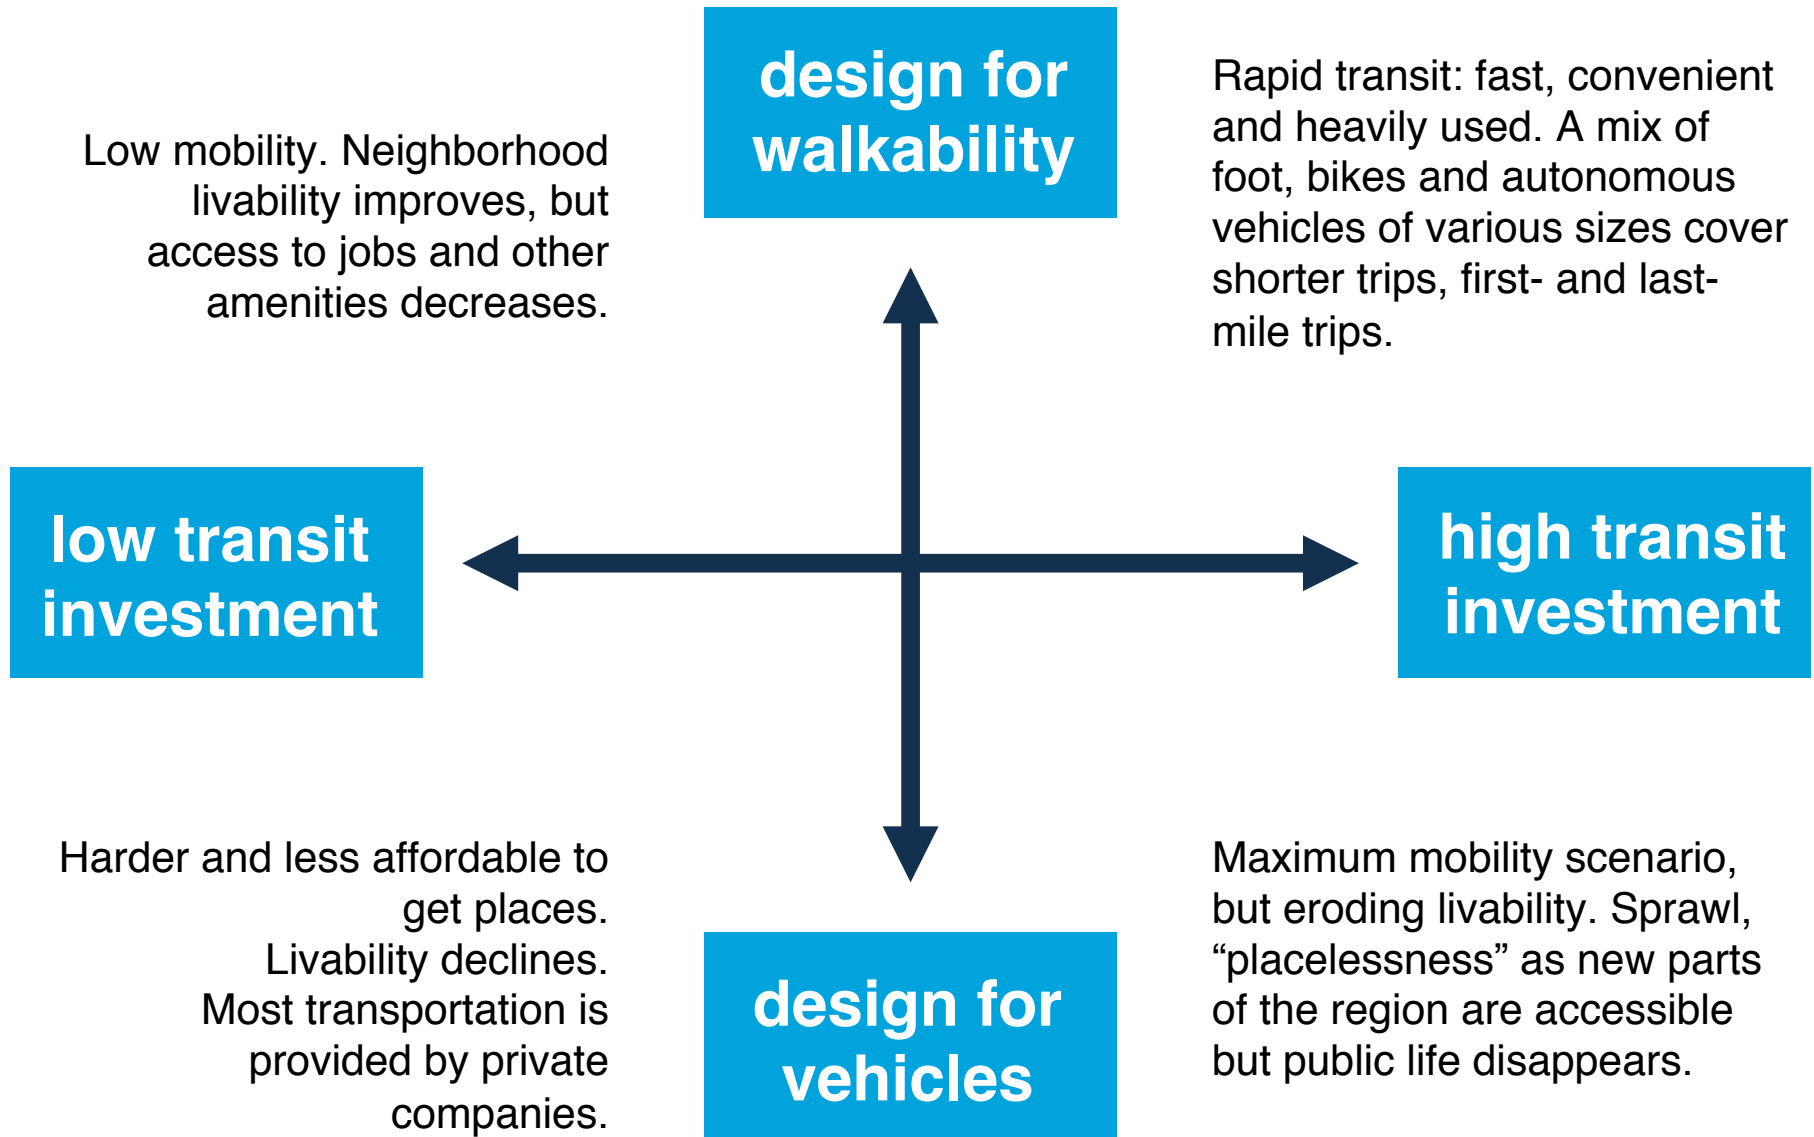 design for
walkability
Low mobility. Neighborhood
livability improves, but
access to jobs and other
amenities decreases.
Rapid transit: fast, convenient
and heavily used. A mix of
foot, bikes and autonomous
vehicles of various sizes cover
shorter trips, first- and last-
mile trips.
low transit
investment
high transit
investment
Harder and less affordable to
get places.
Livability declines.
Most transportation is
provided by private
companies.
design for
vehicles
Maximum mobility scenario,
but eroding livability. Sprawl,
“placelessness” as new parts
of the region are accessible
but public life disappears.